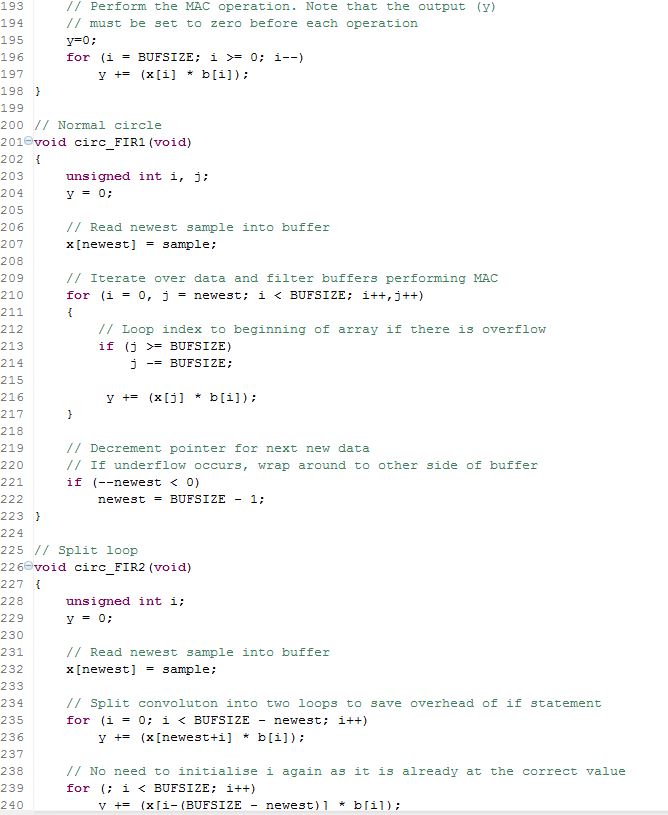 193 // Perform the MAC operation. Note that the output (y)
194 // must be set to zero before each operation
195 y=0;
196 for (i = BUFSIZE; i >= 0; i--)
197 y += (x[i] * b[i]);
198 }
199
200 // Normal circle
201 void circ_FIR1(void)
202 {
203 unsigned int i, j;
204 y = 0;
205
206 // Read newest sample into buffer
207 x[newest] = sample;
208
209 // Iterate over data and filter buffers performing MAC
210 for (i = 0, j = newest; i < BUFSIZE; i++,j++)
211 {
212 // Loop index to beginning of array if there is overflow
213 if (j >= BUFSIZE)
214 j -= BUFSIZE;
215
216 y += (x[j] * b[i]);
217 }
218
219 // Decrement pointer for next new data
220 // If underflow occurs, wrap around to other side of buffer
221 if (--newest < 0)
222 newest = BUFSIZE - 1;
223 }
224
225 // Split loop
226 void circ_FIR2(void)
227 {
228 unsigned int i;
229 y = 0;
230
231 // Read newest sample into buffer
232 x[newest] = sample;
233
234 // Split convoluton into two loops to save overhead of if statement
235 for (i = 0; i < BUFSIZE - newest; i++)
236 y += (x[newest+i] * b[i]);
237
238 // No need to initialise i again as it is already at the correct value
239 for (; i < BUFSIZE; i++)
240 y += (x[i-(BUFSIZE - newest)] * b[i]);